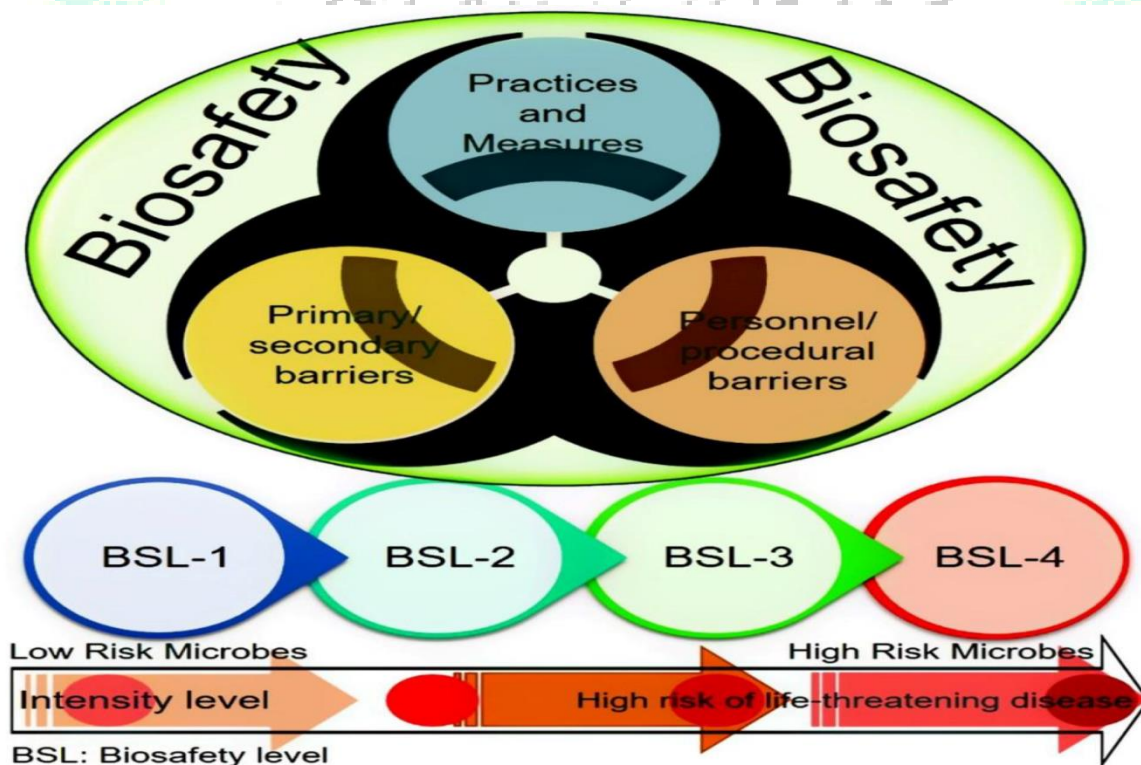 Biosafety
Biosafety
Practices
and
Measures
Primary/
secondary
barriers
Personnel/
procedural
barriers
BSL-1
BSL-2
BSL-3
BSL-4
Low Risk Microbes
High Risk Microbes
Intensity level
High risk of life-threatening disease
BSL: Biosafety level